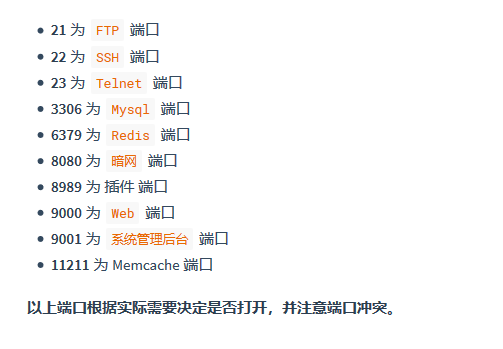 21 为 FTP 端口
22 为 SSH 端口
23 为 Telnet 端口
3306 为 Mysql 端口
6379 为 Redis 端口
8080 为 暗网 端口
8989 为 插件 端口
9000 为 Web 端口
9001 为 系统管理后台 端口
11211 为 Memcache 端口
以上端口根据实际需要决定是否打开，并注意端口冲突。